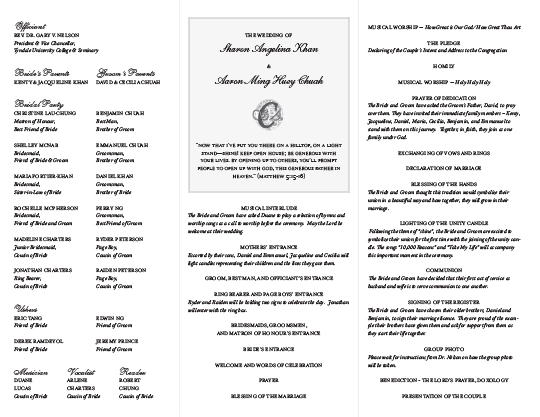 Officiant
REV DR. GARY V. NELSON
President & Vice Chancellor,
Tyndale University College & Seminary
Bride's Parents
KENTY & JACQUELINE KHAN
Groom's Parents
DAVID & CECILIA CHUAH
Bridal Party
CHRISTINE LAU-CHUNG
Matron of Honour,
Best Friend of Bride
BENJAMIN CHUAH
Best Man,
Brother of Groom
SHELLEY MCNAB
Bridesmaid,
Friend of Bride & Groom
EMMANUEL CHUAH
Groomsman,
Brother of Groom
MARIA POTTER-KHAN
Bridesmaid,
Sister-in-Law of Bride
DANIEL KHAN
Groomsman,
Brother of Bride
ROCHELLE MCPHERSON
Bridesmaid,
Friend of Bride and Groom
PERRY NG
Groomsman,
Best Friend of Groom
MADELINE CHARTERS
Junior Bridesmaid,
Cousin of Bride
RYDER PETERSON
Page Boy,
Cousin of Groom
JONATHAN CHARTERS
Ring Bearer,
Cousin of Bride
RAIDEN PETERSON
Page Boy,
Cousin of Groom
Ushers
ERIC TANG
Friend of Bride
EDWIN NG
Friend of Groom
DEREK RAMDEYOL
Friend of Groom
JEREMY PRINCE
Friend of Groom
Musician
DUANE
LUCAS
Cousin of Groom
Vocalist
ARLENE
CHARTERS
Cousin of Bride
Reader
ROBERT
CHUNG
Cousin of Bride
THE WEDDING OF
Sharon Angelina Khan
&
Aaron Ming Huey Chuah
"NOW THAT I'VE PUT YOU THERE ON A HILLTOP, ON A LIGHT
STAND—SHINE! KEEP OPEN HOUSE; BE GENEROUS WITH
YOUR LIVES. BY OPENING UP TO OTHERS, YOU'LL PROMPT
PEOPLE TO OPEN UP WITH GOD, THIS GENEROUS FATHER IN
HEAVEN." (MATTHEW 5:15-16)
MUSICAL INTERLUDE
The Bride and Groom have asked Duane to play a selection of hymns and
worship songs as a call to worship before the ceremony. May the Lord be
welcome at their wedding.
MOTHERS' ENTRANCE
Escorted by their sons, Daniel and Emmanuel, Jacqueline and Cecilia will
light candles representing their children and the lives they are to share.
GROOM, BESTMAN, AND OFFICIANT'S ENTRANCE
RING BEARER AND PAGE BOYS' ENTRANCE
Ryder and Raiden will be holding two signs to celebrate the day. Jonathan
will enter with the ring box.
BRIDESMAIDS, GROOMSMEN,
AND MATRON OF HONOUR'S ENTRANCE
BRIDE'S ENTRANCE
WELCOME AND WORDS OF CELEBRATION
PRAYER
BLESSING OF THE MARRIAGE
MUSICAL WORSHIP — How Great is Our God/How Great Thou Art
THE PLEDGE
Declaring of the Couple's Intent and Address to the Congregation
HOMILY
MUSICAL WORSHIP — Holy Holy Holy
PRAYER OF DEDICATION
The Bride and Groom have asked the Groom's Father, David, to pray
over them. They have invited their immediate family members – Kenty,
Jacqueline, Daniel, Maria, Cecilia, Benjamin, and Emmanuel to
stand with them on this journey. Together, in faith, they join as one
family under God.
EXCHANGING OF VOWS AND RINGS
DECLARATION OF MARRIAGE
BLESSING OF THE HANDS
The Bride and Groom thought this tradition would symbolize their
union in a beautiful way and how together, they will grow in their
marriage.
LIGHTING OF THE UNITY CANDLE
Following the theme of "shine", the Bride and Groom are excited to
symbolize their union for the first time with the joining of the unity can-
dle. The songs "10,000 Reasons" and "Take My Life" will accompany
this important moment in the ceremony.
COMMUNION
The Bride and Groom have decided that their first act of service as
husband and wife is to serve communion to one another.
SIGNING OF THE REGISTER
The Bride and Groom have chosen their older brothers, Daniel and
Benjamin, to sign their marriage licence. They are proud of the exam-
ple their brothers have given them and ask for support from them as
they start their life together.
GROUP PHOTO
Please wait for instructions from Dr. Nelson on how the group photo
will be taken.
BENEDICTION – THE LORD'S PRAYER, DOXOLOGY
PRESENTATION OF THE COUPLE